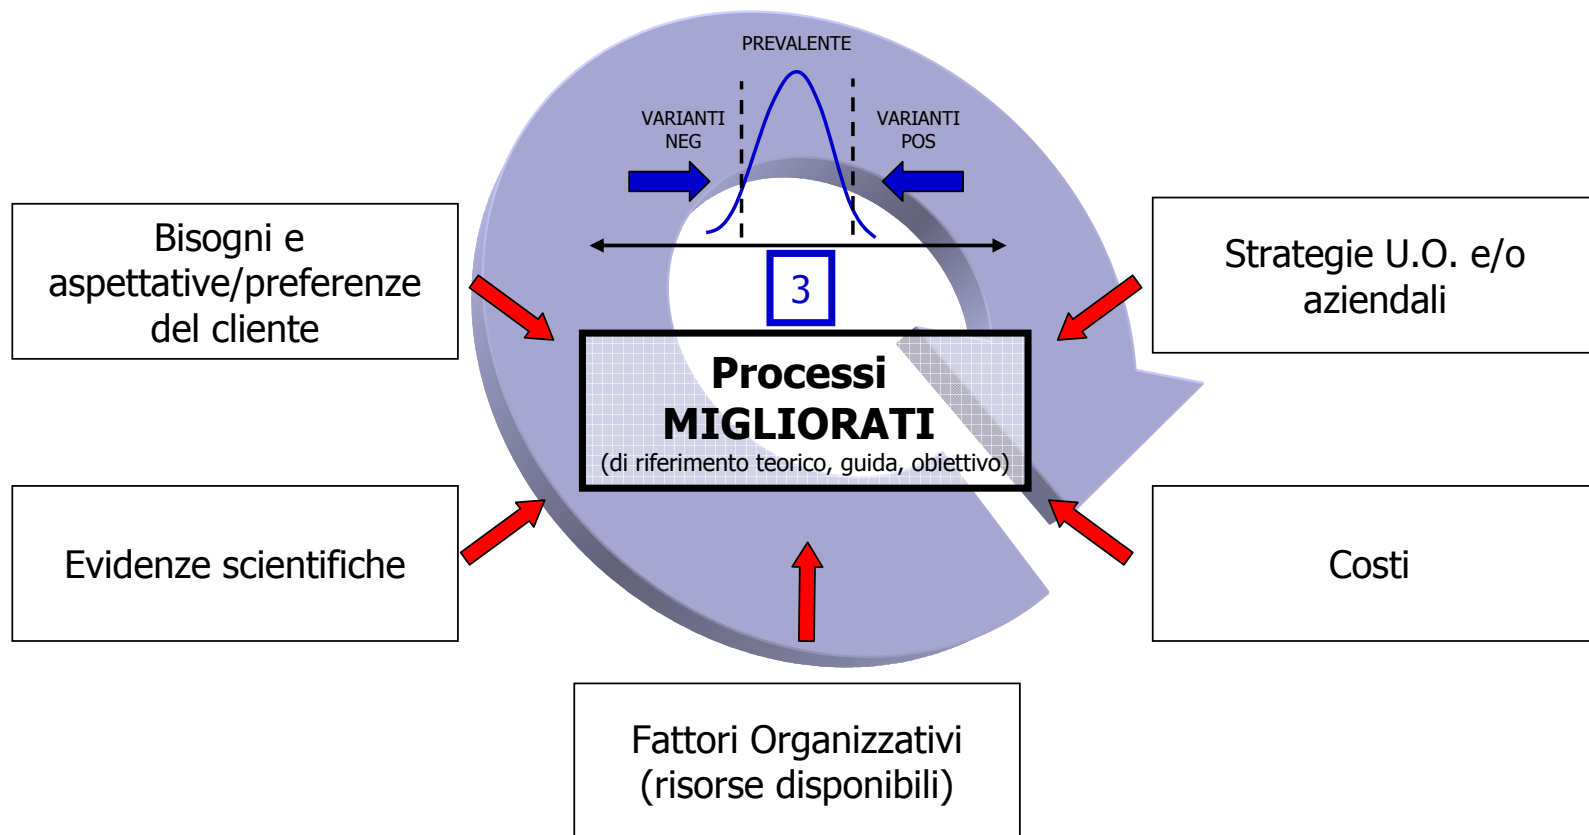 PREVALENTE
VARIANTI
NEG
VARIANTI
POS
Bisogni e
aspettative/preferenze
del cliente
Strategie U.O. e/o
aziendali
3
Processi
MIGLIORATI
(di riferimento teorico, guida, obiettivo)
Evidenze scientifiche
Costi
Fattori Organizzativi
(risorse disponibili)